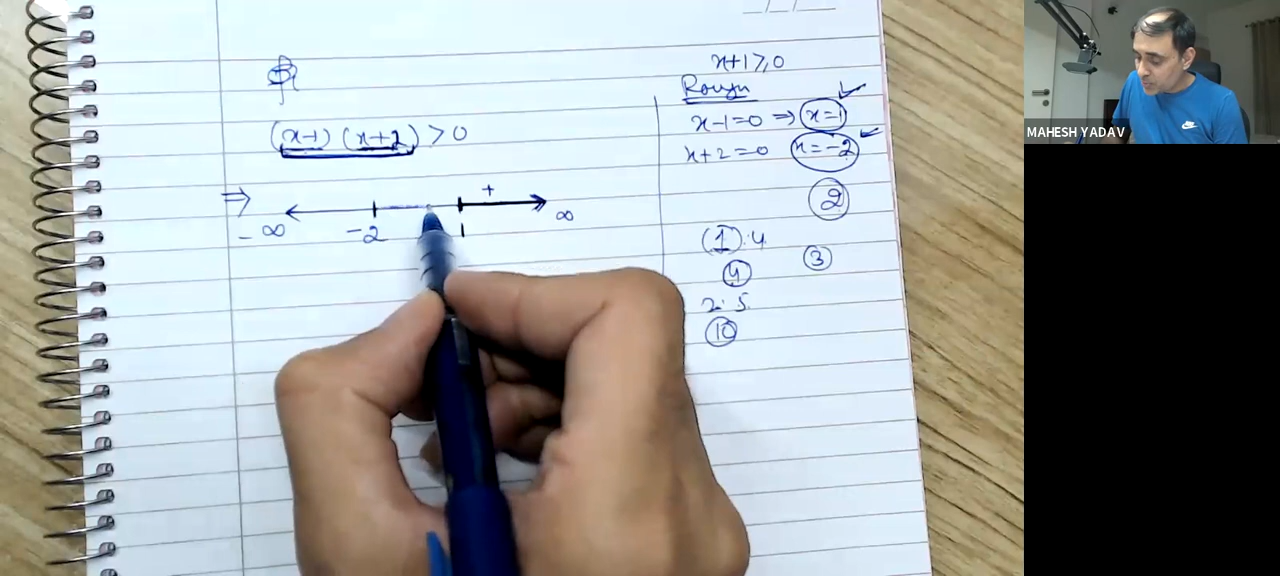 (x-1) (x+2) > 0
⇒
+
-∞ -2 1 ∞
x+1 ≥ 0
Rough
x-1=0 ⇒ x=1
x+2=0 x=-2
2
(1)·4
4
3
2·5
10
MAHESH YADAV